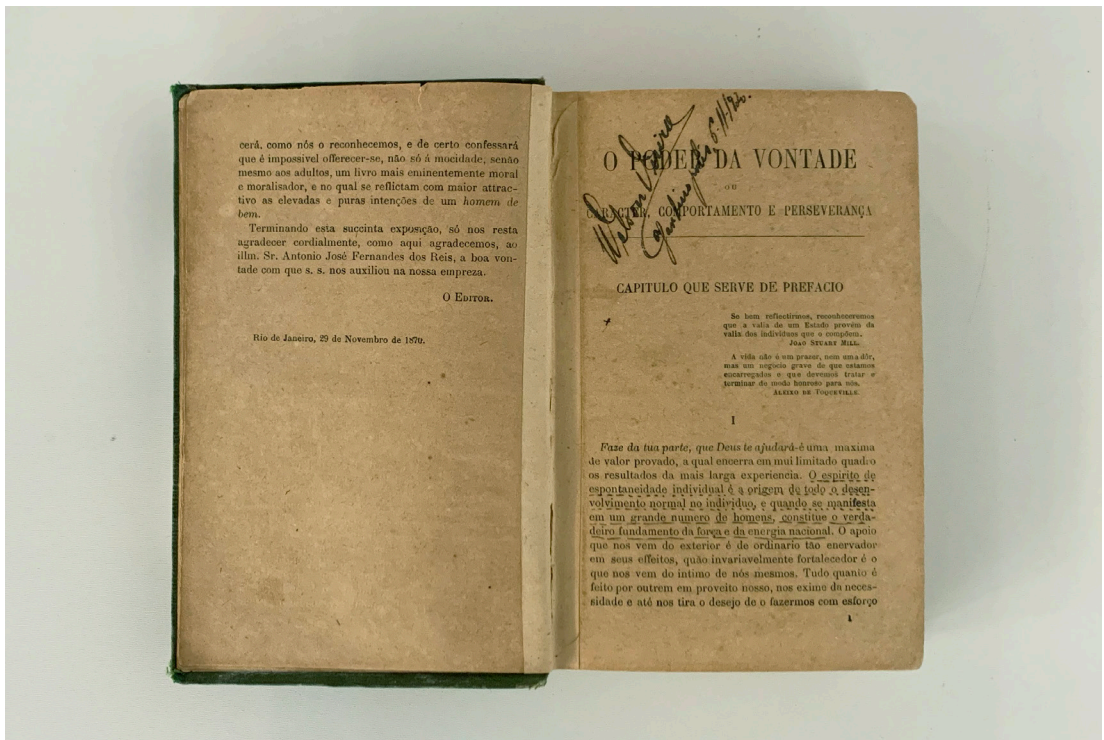 cerá, como nós o reconhecemos, e de certo confessará
que é impossivel offerecer-se, não só á mocidade, senão
mesmo aos adultos, um livro mais eminentemente moral
e moralisador, e no qual se reflictam com maior attrac-
tivo as elevadas e puras intenções de um homem de
bem.
Terminando esta succinta exposição, só nos resta
agradecer cordialmente, como aqui agradecemos, ao
illm. Sr. Antonio José Fernandes dos Reis, a boa von-
tade com que s. s. nos auxiliou na nossa empreza.
O EDITOR.
Rio de Janeiro, 29 de Novembro de 1870.
O PODER DA VONTADE
OU
CARACTER, COMPORTAMENTO E PERSEVERANÇA
CAPITULO QUE SERVE DE PREFACIO
Se bem reflectirmos, reconheceremos
que a valia de um Estado provém da
valia dos individuos que o compõem.
JOÃO STUART MILL.
A vida não é um prazer, nem uma dôr,
mas um negocio grave de que estamos
encarregados e que devemos tratar e
terminar de modo honroso para nós.
ALEIXO DE TOQUEVILLE.
I
Faze da tua parte, que Deus te ajudará-é uma maxima
de valor provado, a qual encerra em mui limitado quadro
os resultados da mais larga experiencia. O espirito de
espontaneidade individual é a origem de todo o desen-
volvimento normal no individuo, e quando se manifesta
em um grande numero de homens, constitue o verda-
deiro fundamento da força e da energia nacional. O apoio
que nos vem do exterior é de ordinario tão enervador
em seus effeitos, quão invariavelmente fortalecedor é o
que nos vem do intimo de nós mesmos. Tudo quanto é
feito por outrem em proveito nosso, nos exime da neces-
sidade e até nos tira o desejo de o fazermos com esforço
1